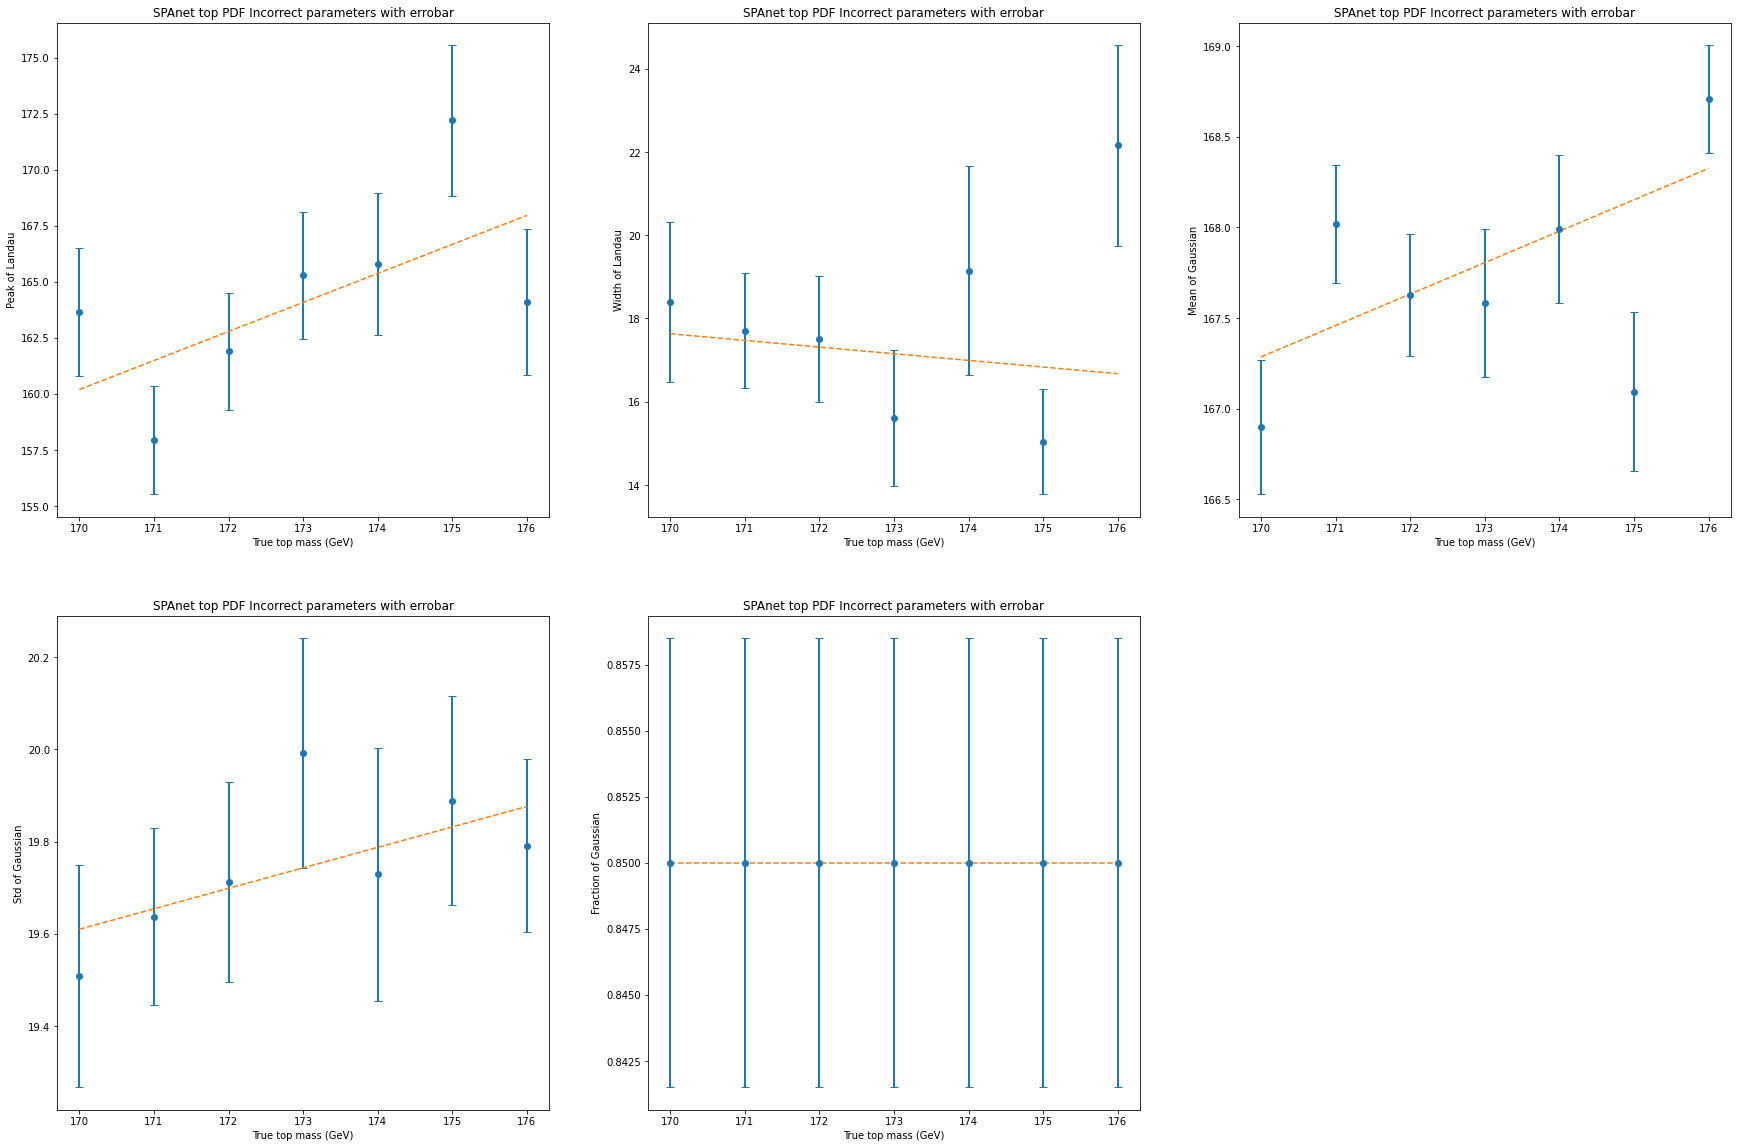 SPAnet top PDF Incorrect parameters with errobar
175.0
172.5
170.0
167.5
165.0
162.5
160.0
157.5
155.0
Peak of Landau
170 171 172 173 174 175 176
True top mass (GeV)
SPAnet top PDF Incorrect parameters with errobar
24
22
20
18
16
14
Width of Landau
170 171 172 173 174 175 176
True top mass (GeV)
SPAnet top PDF Incorrect parameters with errobar
169.0
168.5
168.0
167.5
167.0
166.5
Mean of Gaussian
170 171 172 173 174 175 176
True top mass (GeV)
SPAnet top PDF Incorrect parameters with errobar
20.2
20.0
19.8
19.6
19.4
Std of Gaussian
170 171 172 173 174 175 176
True top mass (GeV)
SPAnet top PDF Incorrect parameters with errobar
0.8575
0.8550
0.8525
0.8500
0.8475
0.8450
0.8425
Fraction of Gaussian
170 171 172 173 174 175 176
True top mass (GeV)